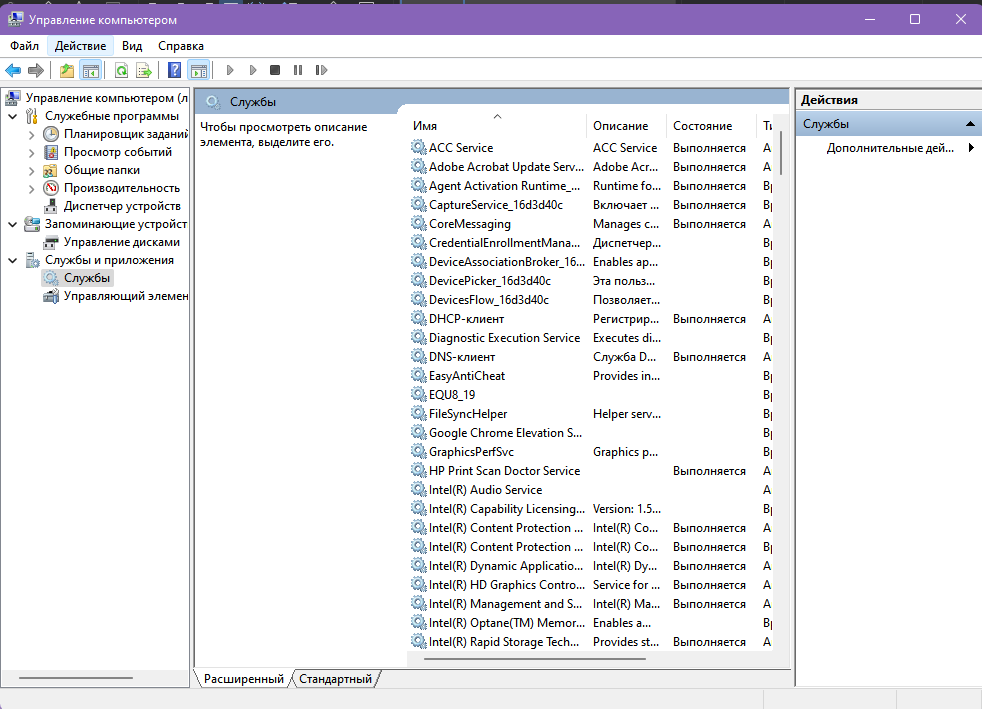 Управление компьютером
Файл Действие Вид Справка
Управление компьютером (л
Служебные программы
Планировщик заданий
Просмотр событий
Общие папки
Производительность
Диспетчер устройств
Запоминающие устройст
Управление дисками
Службы и приложения
Службы
Управляющий элемен
Службы
Чтобы просмотреть описание
элемента, выделите его.
Имя Описание Состояние Ти
ACC Service ACC Service Выполняется А
Adobe Acrobat Update Serv... Adobe Acr... Выполняется А
Agent Activation Runtime_... Runtime fo... Выполняется Вр
CaptureService_16d3d40c Включает ... Выполняется Вр
CoreMessaging Manages c... Выполняется А
CredentialEnrollmentMana... Диспетчер... Вр
DeviceAssociationBroker_16... Enables ap... Вр
DevicePicker_16d3d40c Эта польз... Вр
DevicesFlow_16d3d40c Позволяет... Вр
DHCP-клиент Регистрир... Выполняется А
Diagnostic Execution Service Executes di... Вр
DNS-клиент Служба D... Выполняется А
EasyAntiCheat Provides in... Вр
EQU8_19 Вр
FileSyncHelper Helper serv... Вр
Google Chrome Elevation S... Вр
GraphicsPerfSvc Graphics p... Вр
HP Print Scan Doctor Service Выполняется А
Intel(R) Audio Service А
Intel(R) Capability Licensing... Version: 1.5... Вр
Intel(R) Content Protection ... Intel(R) Co... Выполняется А
Intel(R) Content Protection ... Intel(R) Co... Выполняется Вр
Intel(R) Dynamic Applicatio... Intel(R) Dy... Выполняется А
Intel(R) HD Graphics Contro... Service for ... Выполняется А
Intel(R) Management and S... Intel(R) Ma... Выполняется А
Intel(R) Optane(TM) Memor... Enables a... Вр
Intel(R) Rapid Storage Tech... Provides st... Выполняется А
Расширенный Стандартный
Действия
Службы
Дополнительные дей...